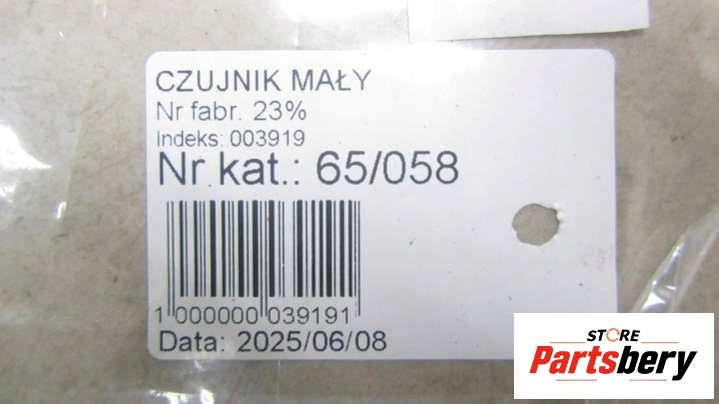 CZUJNIK MAŁY
Nr fabr. 23%
Indeks: 003919
Nr kat.: 65/058
1 000000 039191
Data: 2025/06/08
STORE
Partsbery